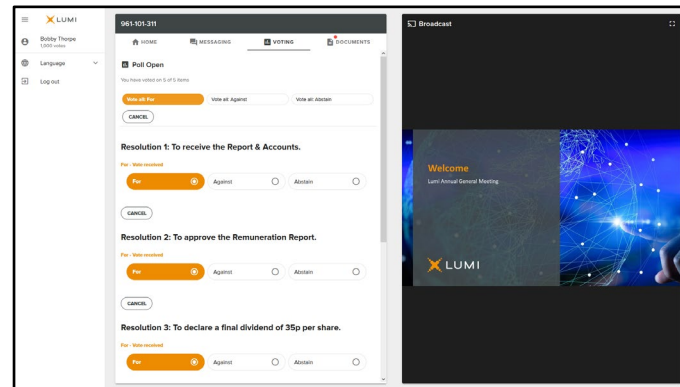 LUMI
Bobby Thorpe
1,000 votes
Language
Log out
961-101-311
HOME
MESSAGING
VOTING
DOCUMENTS
Poll Open
You have voted on 5 of 5 items
Vote all: For
Vote all: Against
Vote all: Abstain
CANCEL
Resolution 1: To receive the Report & Accounts.
For - Vote received
For
Against
Abstain
CANCEL
Resolution 2: To approve the Remuneration Report.
For - Vote received
For
Against
Abstain
CANCEL
Resolution 3: To declare a final dividend of 35p per share.
For - Vote received
For
Against
Abstain
Broadcast
Welcome
Lumi Annual General Meeting
LUMI